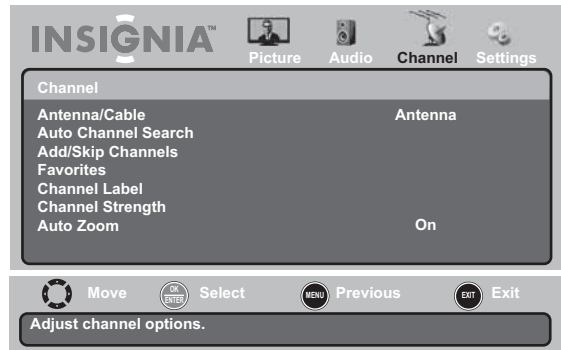 INSIGNIA™
Picture Audio Channel Settings
Channel
Antenna/Cable Antenna
Auto Channel Search
Add/Skip Channels
Favorites
Channel Label
Channel Strength
Auto Zoom On
Move OK ENTER Select MENU Previous EXIT Exit
Adjust channel options.